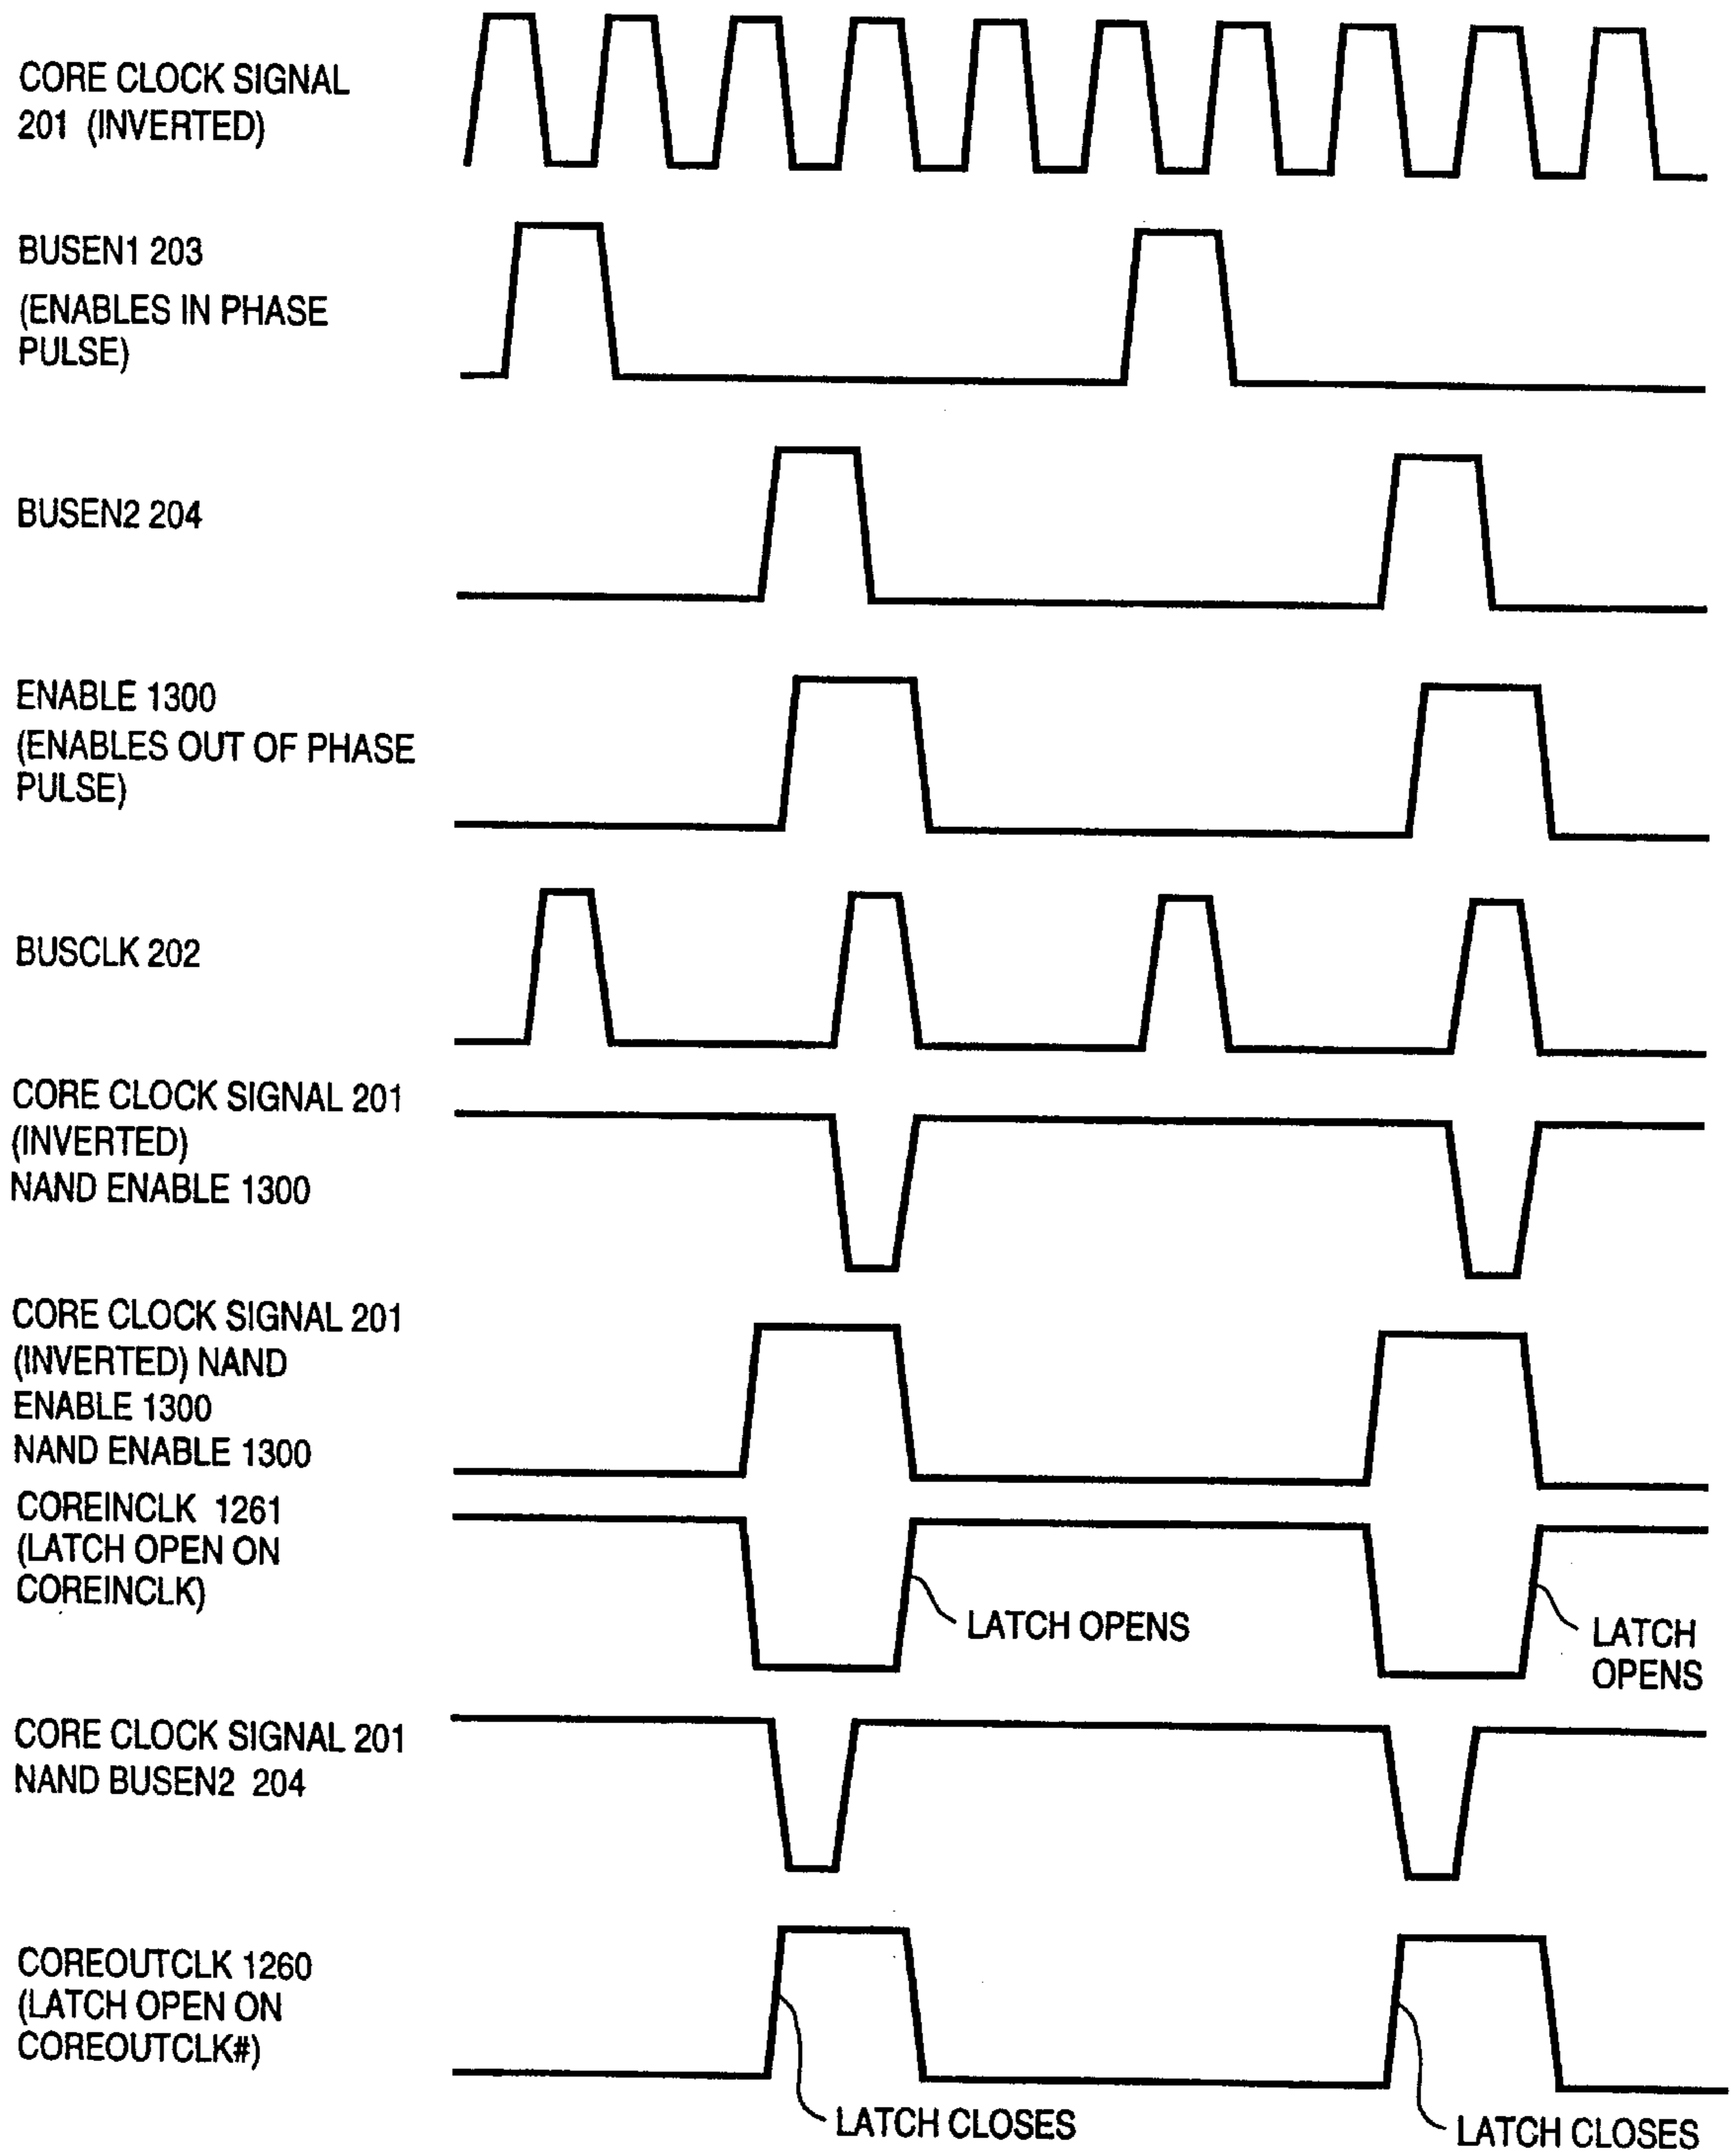 CORE CLOCK SIGNAL
201 (INVERTED)
BUSEN1 203
(ENABLES IN PHASE
PULSE)
BUSEN2 204
ENABLE 1300
(ENABLES OUT OF PHASE
PULSE)
BUSCLK 202
CORE CLOCK SIGNAL 201
(INVERTED)
NAND ENABLE 1300
CORE CLOCK SIGNAL 201
(INVERTED) NAND
ENABLE 1300
NAND ENABLE 1300
COREINCLK 1261
(LATCH OPEN ON
COREINCLK)
LATCH OPENS
LATCH
OPENS
CORE CLOCK SIGNAL 201
NAND BUSEN2 204
COREOUTCLK 1260
(LATCH OPEN ON
COREOUTCLK#)
LATCH CLOSES
LATCH CLOSES